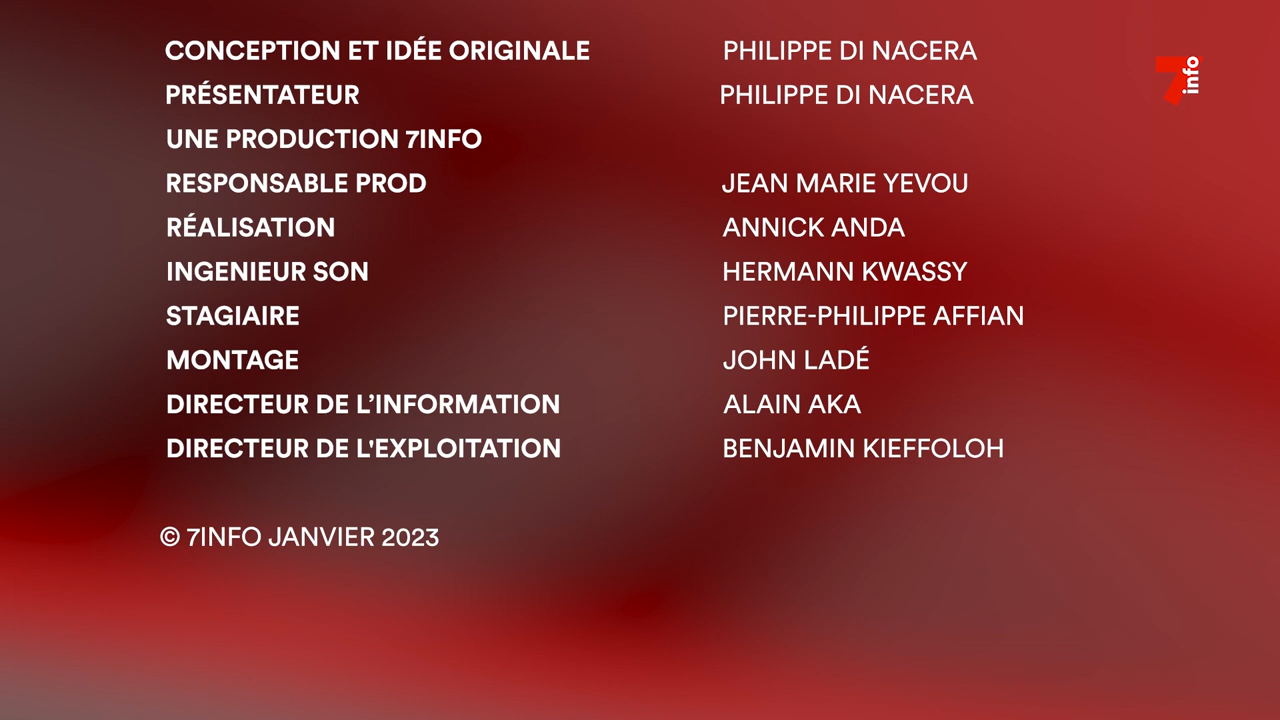 CONCEPTION ET IDÉE ORIGINALE PHILIPPE DI NACERA
PRÉSENTATEUR PHILIPPE DI NACERA
UNE PRODUCTION 7INFO
RESPONSABLE PROD JEAN MARIE YEVOU
RÉALISATION ANNICK ANDA
INGENIEUR SON HERMANN KWASSY
STAGIAIRE PIERRE-PHILIPPE AFFIAN
MONTAGE JOHN LADÉ
DIRECTEUR DE L’INFORMATION ALAIN AKA
DIRECTEUR DE L'EXPLOITATION BENJAMIN KIEFFOLOH
© 7INFO JANVIER 2023
7info